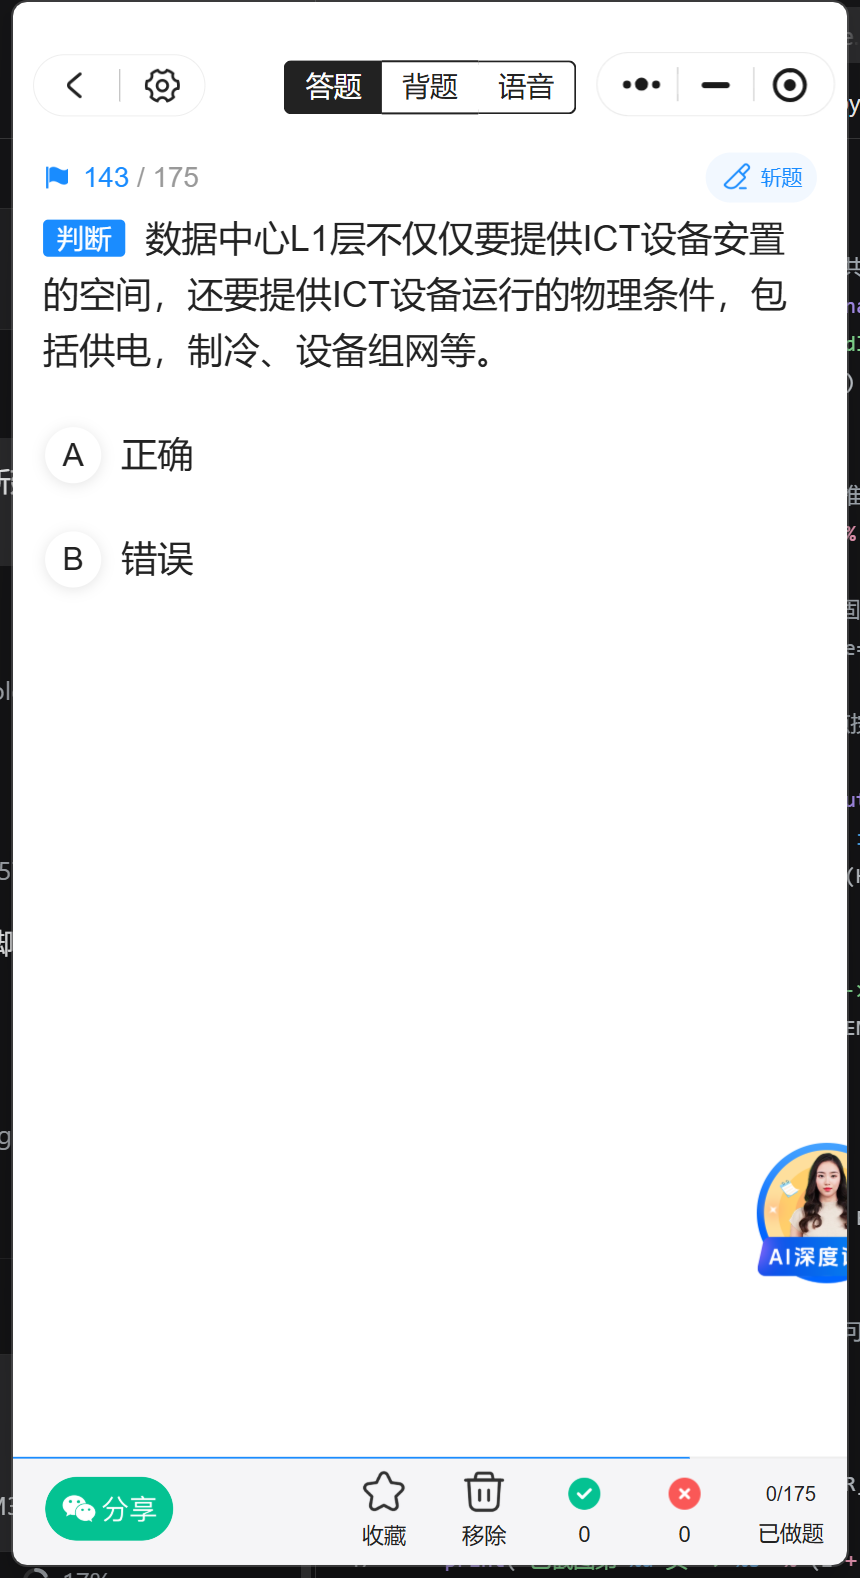 答题 背题 语音
143 / 175
斩题
判断 数据中心L1层不仅仅要提供ICT设备安置
的空间，还要提供ICT设备运行的物理条件，包
括供电，制冷、设备组网等。
A 正确
B 错误
AI深度
分享
收藏
移除
0
0
0/175
已做题
17%